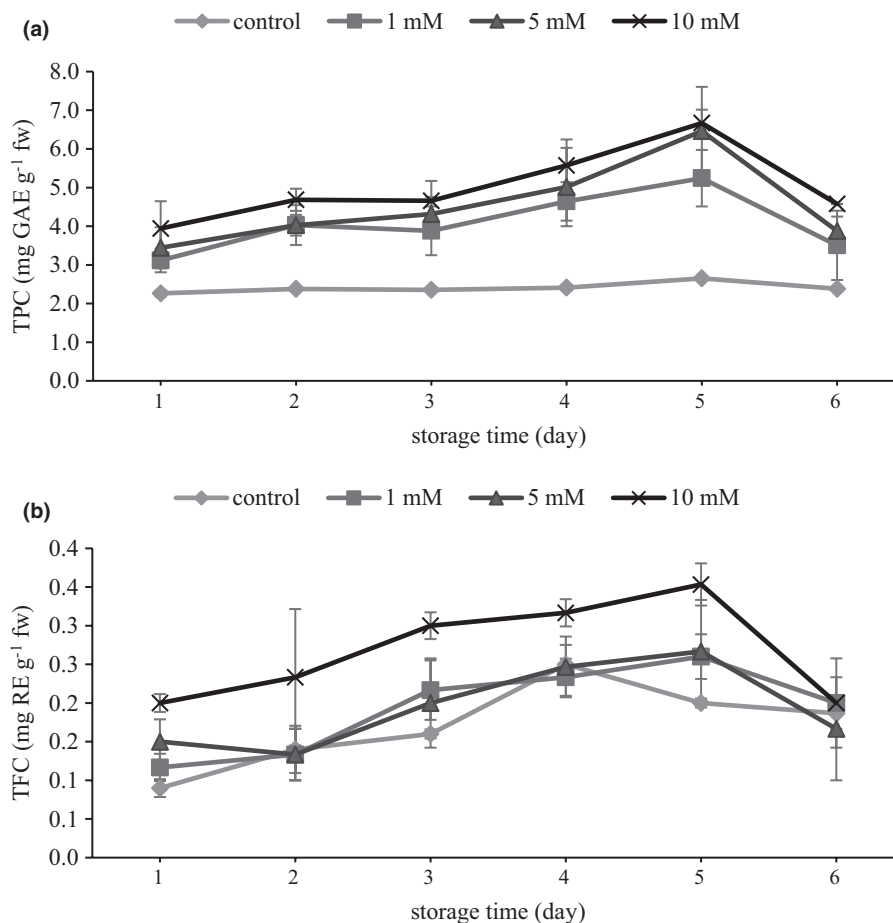 (a)
control 1 mM 5 mM 10 mM
8.0
7.0
6.0
5.0
4.0
3.0
2.0
1.0
0.0
TPC (mg GAE g⁻¹ fw)
1 2 3 4 5 6
storage time (day)
(b)
control 1 mM 5 mM 10 mM
0.4
0.4
0.3
0.3
0.2
0.2
0.1
0.1
0.0
TFC (mg RE g⁻¹ fw)
1 2 3 4 5 6
storage time (day)